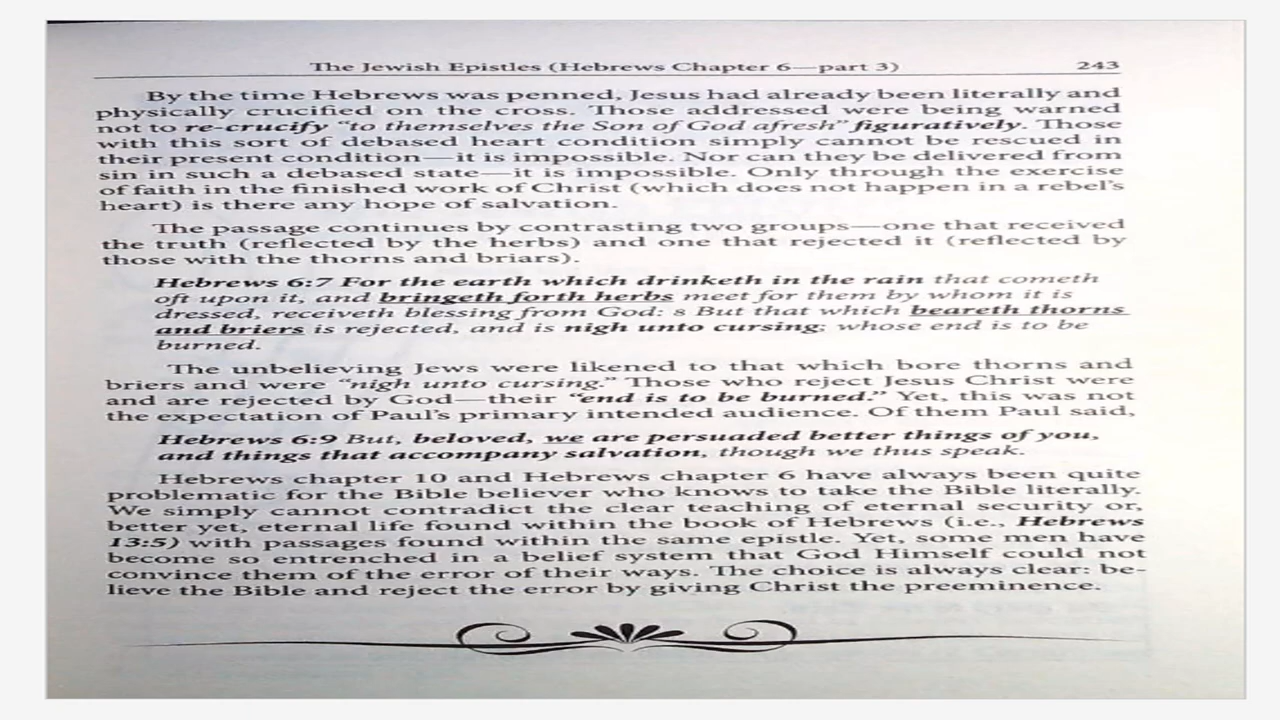 The Jewish Epistles (Hebrews Chapter 6—part 3) 243
By the time Hebrews was penned, Jesus had already been literally and
physically crucified on the cross. Those addressed were being warned
not to re-crucify “to themselves the Son of God afresh” figuratively. Those
with this sort of debased heart condition simply cannot be rescued in
their present condition—it is impossible. Nor can they be delivered from
sin in such a debased state—it is impossible. Only through the exercise
of faith in the finished work of Christ (which does not happen in a rebel’s
heart) is there any hope of salvation.
The passage continues by contrasting two groups—one that received
the truth (reflected by the herbs) and one that rejected it (reflected by
those with the thorns and briars).
Hebrews 6:7 For the earth which drinketh in the rain that cometh
oft upon it, and bringeth forth herbs meet for them by whom it is
dressed, receiveth blessing from God: 8 But that which beareth thorns
and briers is rejected, and is nigh unto cursing; whose end is to be
burned.
The unbelieving Jews were likened to that which bore thorns and
briers and were “nigh unto cursing.” Those who reject Jesus Christ were
and are rejected by God—their “end is to be burned.” Yet, this was not
the expectation of Paul’s primary intended audience. Of them Paul said,
Hebrews 6:9 But, beloved, we are persuaded better things of you,
and things that accompany salvation, though we thus speak.
Hebrews chapter 10 and Hebrews chapter 6 have always been quite
problematic for the Bible believer who knows to take the Bible literally.
We simply cannot contradict the clear teaching of eternal security or,
better yet, eternal life found within the book of Hebrews (i.e., Hebrews
13:5) with passages found within the same epistle. Yet, some men have
become so entrenched in a belief system that God Himself could not
convince them of the error of their ways. The choice is always clear: be-
lieve the Bible and reject the error by giving Christ the preeminence.